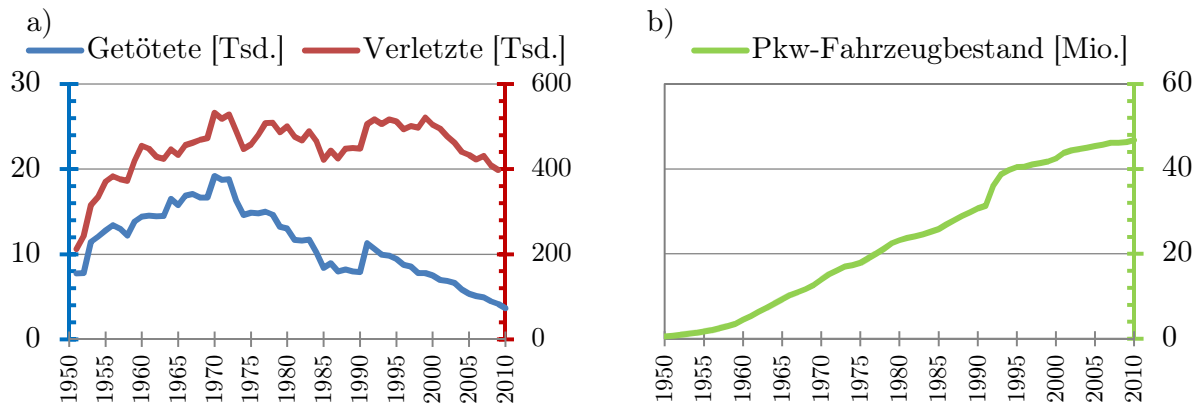 a)
Getötete [Tsd.] Verletzte [Tsd.]
30 600
20 400
10 200
0 0
1950 1955 1960 1965 1970 1975 1980 1985 1990 1995 2000 2005 2010
b)
Pkw-Fahrzeugbestand [Mio.]
60
40
20
0
1950 1955 1960 1965 1970 1975 1980 1985 1990 1995 2000 2005 2010